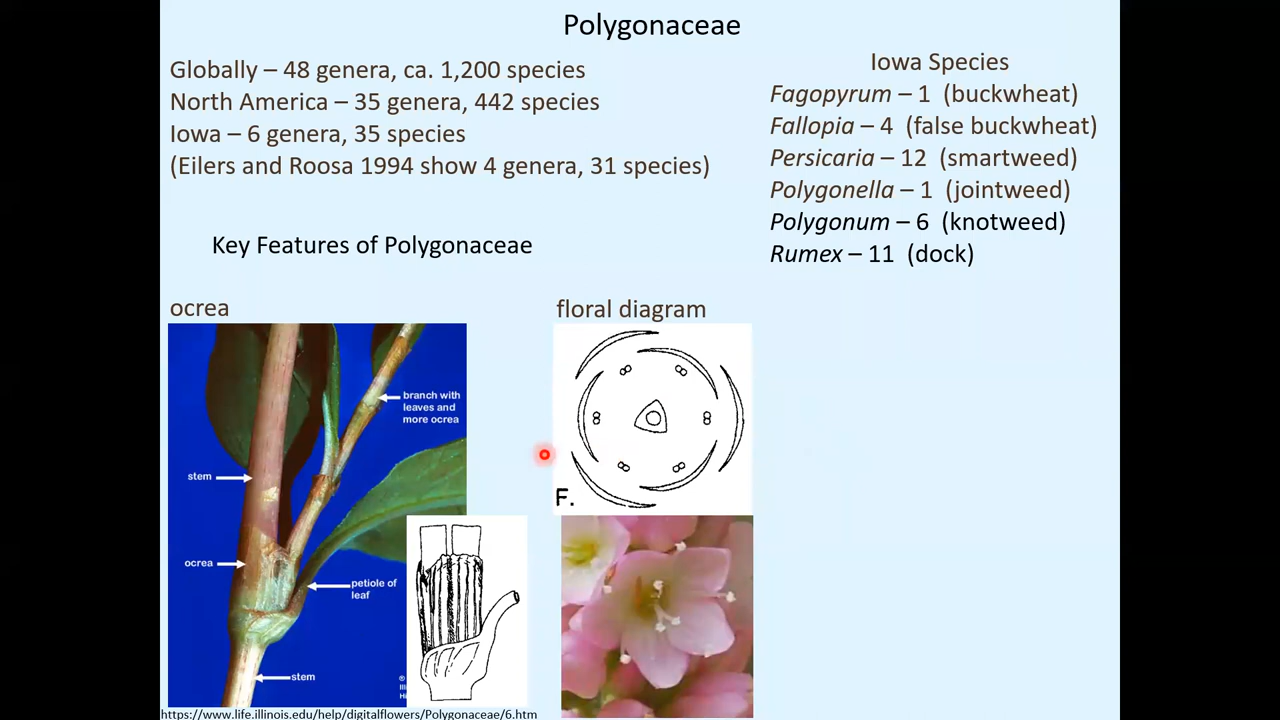 Polygonaceae
Globally – 48 genera, ca. 1,200 species
North America – 35 genera, 442 species
Iowa – 6 genera, 35 species
(Eilers and Roosa 1994 show 4 genera, 31 species)
Iowa Species
Fagopyrum – 1 (buckwheat)
Fallopia – 4 (false buckwheat)
Persicaria – 12 (smartweed)
Polygonella – 1 (jointweed)
Polygonum – 6 (knotweed)
Rumex – 11 (dock)
Key Features of Polygonaceae
ocrea
floral diagram
branch with
leaves and
more ocrea
stem
ocrea
petiole of
leaf
stem
F.
https://www.life.illinois.edu/help/digitalflowers/Polygonaceae/6.htm